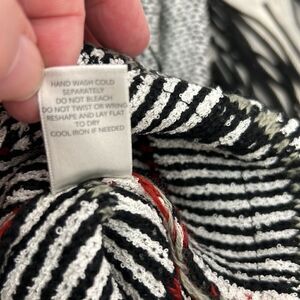 HAND WASH COLD
SEPARATELY
DO NOT BLEACH
DO NOT TWIST OR WRING
RESHAPE AND LAY FLAT
TO DRY
COOL IRON IF NEEDED